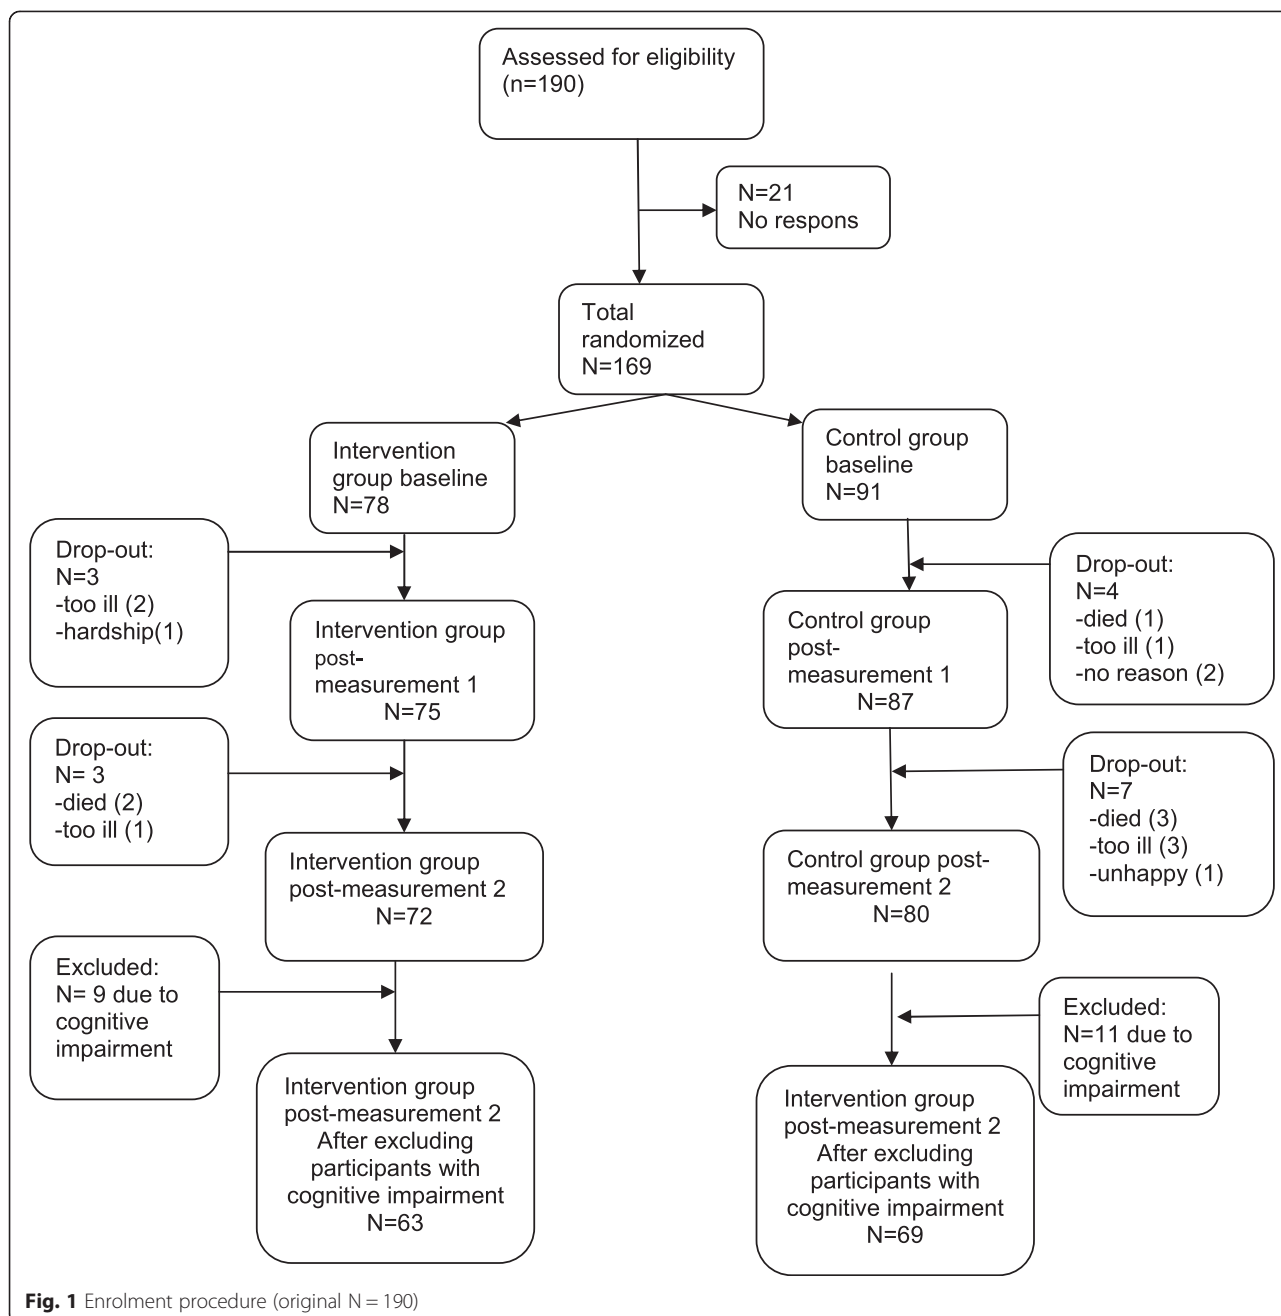 Assessed for eligibility
(n=190)
N=21
No respons
Total
randomized
N=169
Intervention
group baseline
N=78
Control group
baseline
N=91
Drop-out:
N=3
-too ill (2)
-hardship(1)
Drop-out:
N=4
-died (1)
-too ill (1)
-no reason (2)
Intervention group
post-
measurement 1
N=75
Control group
post-
measurement 1
N=87
Drop-out:
N= 3
-died (2)
-too ill (1)
Drop-out:
N=7
-died (3)
-too ill (3)
-unhappy (1)
Intervention group
post-measurement 2
N=72
Control group post-
measurement 2
N=80
Excluded:
N= 9 due to
cognitive
impairment
Excluded:
N=11 due to
cognitive
impairment
Intervention group
post-measurement 2
After excluding
participants with
cognitive impairment
N=63
Intervention group
post-measurement 2
After excluding
participants with
cognitive impairment
N=69
Fig. 1 Enrolment procedure (original N = 190)